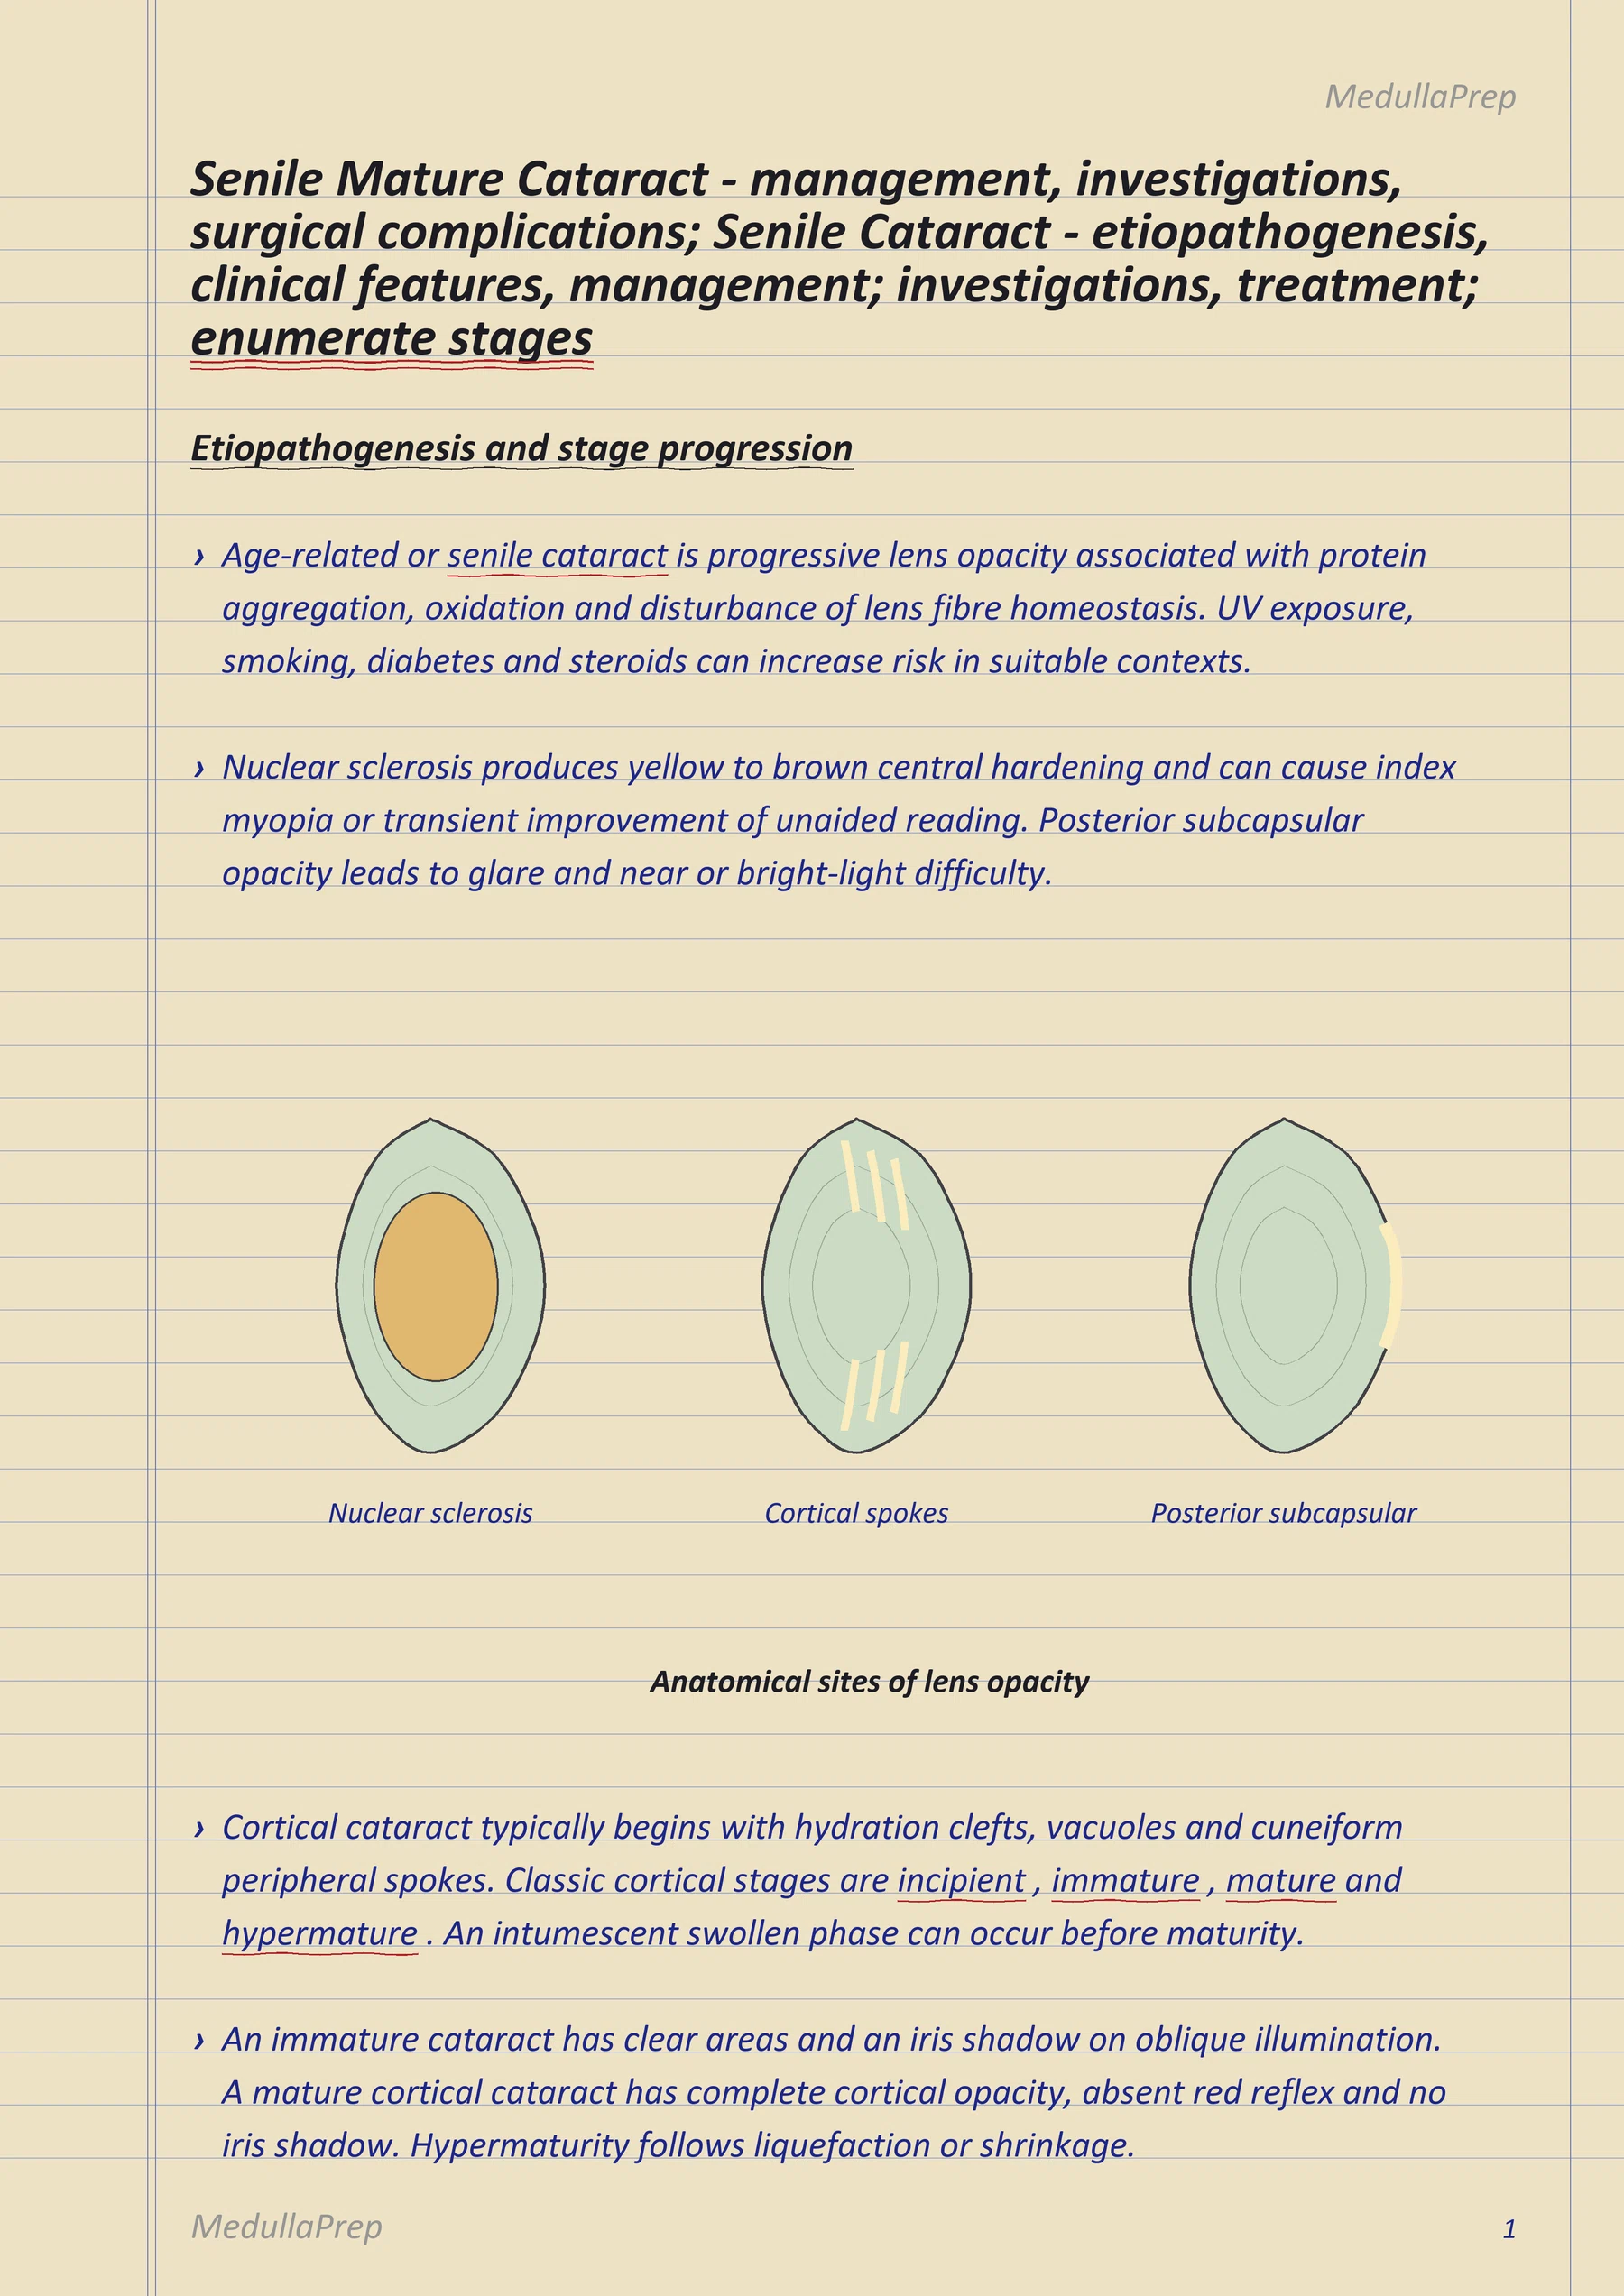 MedullaPrep
Senile Mature Cataract - management, investigations,
surgical complications; Senile Cataract - etiopathogenesis,
clinical features, management; investigations, treatment;
enumerate stages
Etiopathogenesis and stage progression
› Age-related or senile cataract is progressive lens opacity associated with protein
aggregation, oxidation and disturbance of lens fibre homeostasis. UV exposure,
smoking, diabetes and steroids can increase risk in suitable contexts.
› Nuclear sclerosis produces yellow to brown central hardening and can cause index
myopia or transient improvement of unaided reading. Posterior subcapsular
opacity leads to glare and near or bright-light difficulty.
Nuclear sclerosis
Cortical spokes
Posterior subcapsular
Anatomical sites of lens opacity
› Cortical cataract typically begins with hydration clefts, vacuoles and cuneiform
peripheral spokes. Classic cortical stages are incipient , immature , mature and
hypermature . An intumescent swollen phase can occur before maturity.
› An immature cataract has clear areas and an iris shadow on oblique illumination.
A mature cortical cataract has complete cortical opacity, absent red reflex and no
iris shadow. Hypermaturity follows liquefaction or shrinkage.
MedullaPrep
1